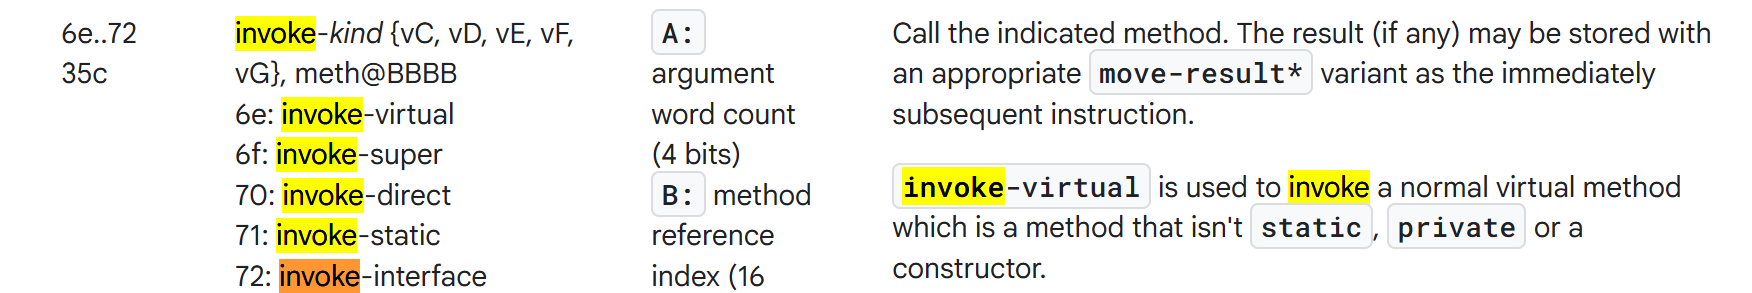 6e..72
35c
invoke-kind {vC, vD, vE, vF,
vG}, meth@BBBB
6e: invoke-virtual
6f: invoke-super
70: invoke-direct
71: invoke-static
72: invoke-interface
A:
argument
word count
(4 bits)
B: method
reference
index (16
Call the indicated method. The result (if any) may be stored with
an appropriate move-result* variant as the immediately
subsequent instruction.
invoke-virtual is used to invoke a normal virtual method
which is a method that isn't static, private or a
constructor.